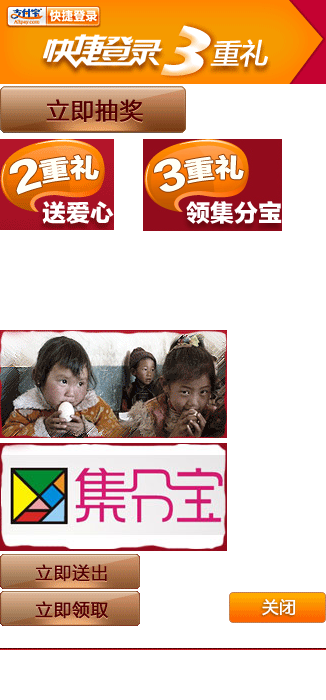 支付宝 快捷登录
Alipay.com
快捷登录3重礼
立即抽奖
2重礼
送爱心
3重礼
领集分宝
集分宝
立即送出
立即领取
关闭